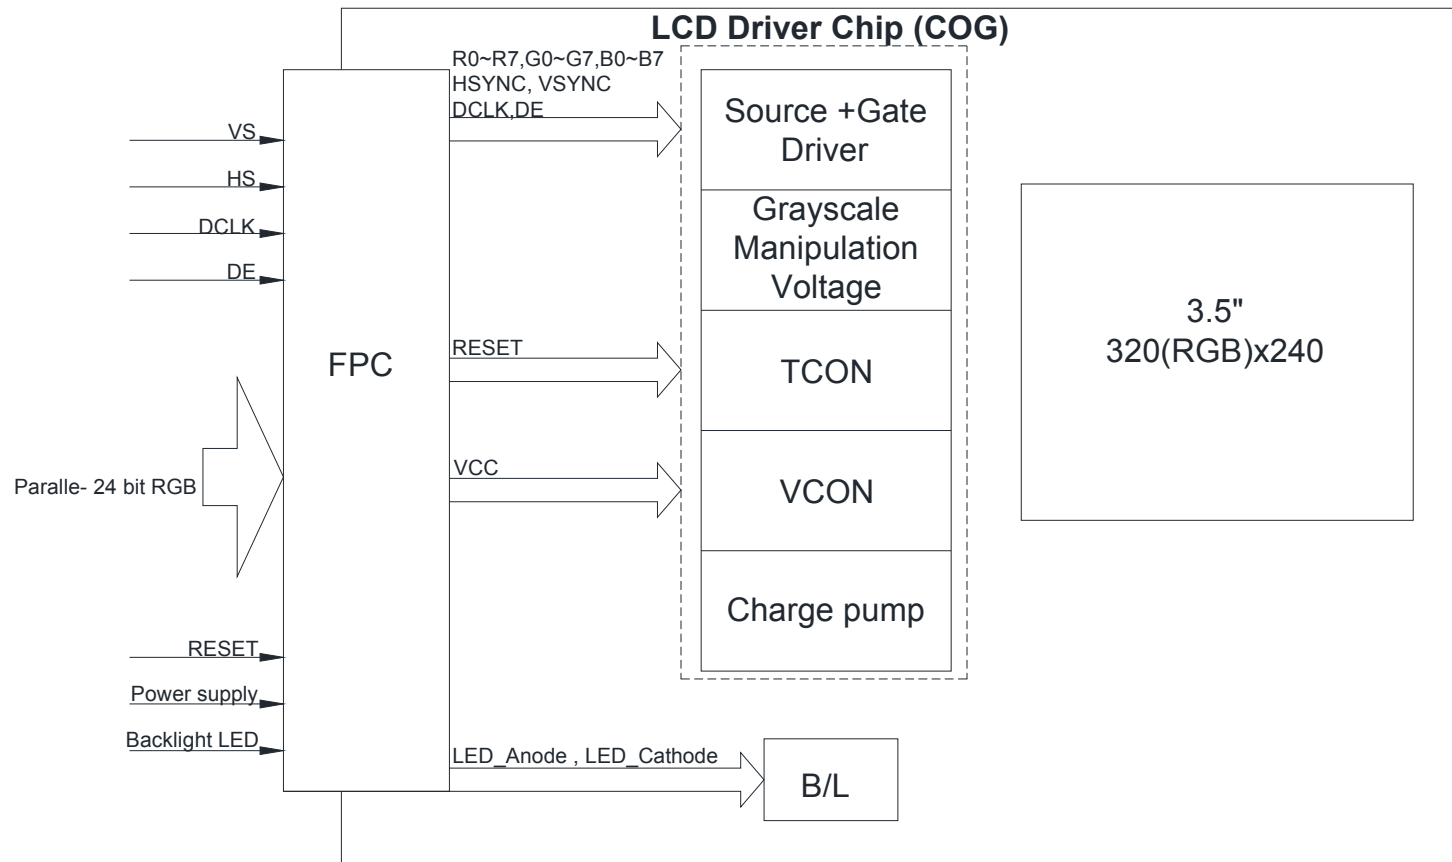 LCD Driver Chip (COG)
R0~R7,G0~G7,B0~B7
HSYNC, VSYNC
DCLK,DE
VS
HS
DCLK
DE
FPC
Paralle- 24 bit RGB
RESET
Power supply
Backlight LED
RESET
VCC
LED_Anode , LED_Cathode
Source +Gate
Driver
Grayscale
Manipulation
Voltage
TCON
VCON
Charge pump
B/L
3.5"
320(RGB)x240